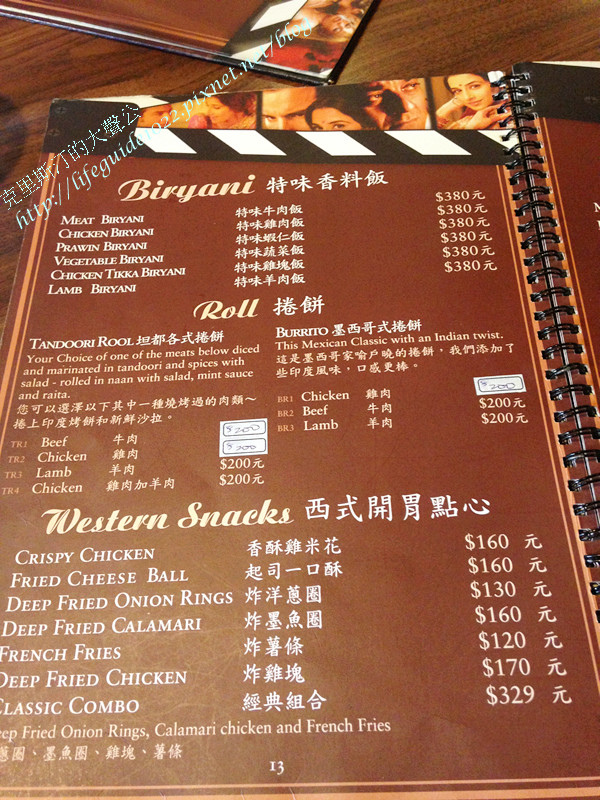 克里斯汀的大聲公
http://lifeguide1022.pixnet.net/blog
Biryani 特味香料飯
MEAT BIRYANI 特味牛肉飯 $380元
CHICKEN BIRYANI 特味雞肉飯 $380元
PRAWIN BIRYANI 特味蝦仁飯 $380元
VEGETABLE BIRYANI 特味蔬菜飯 $380元
CHICKEN TIKKA BIRYANI 特味雞塊飯 $380元
LAMB BIRYANI 特味羊肉飯 $380元
Roll 捲餅
TANDOORI ROOL 坦都各式捲餅
Your Choice of one of the meats below diced
and marinated in tandoori and spices with
salad - rolled in naan with salad, mint sauce
and raita.
您可以選澤以下其中一種燒烤過的肉類～
捲上印度烤餅和新鮮沙拉。
TR1 Beef 牛肉 $200
TR2 Chicken 雞肉 $200
TR3 Lamb 羊肉 $200元
TR4 Chicken 雞肉加羊肉 $200元
BURRITO 墨西哥式捲餅
This Mexican Classic with an Indian twist.
這是墨西哥家喻戶曉的捲餅，我們添加了
些印度風味，口感更棒。
BR1 Chicken 雞肉 $200
BR2 Beef 牛肉 $200元
BR3 Lamb 羊肉 $200元
Western Snacks 西式開胃點心
CRISPY CHICKEN 香酥雞米花 $160 元
FRIED CHEESE BALL 起司一口酥 $160 元
DEEP FRIED ONION RINGS 炸洋蔥圈 $130 元
DEEP FRIED CALAMARI 炸墨魚圈 $160 元
FRENCH FRIES 炸薯條 $120 元
DEEP FRIED CHICKEN 炸雞塊 $170 元
CLASSIC COMBO 經典組合 $329 元
eep Fried Onion Rings, Calamari chicken and French Fries
蔥圈、墨魚圈、雞塊、薯條
13